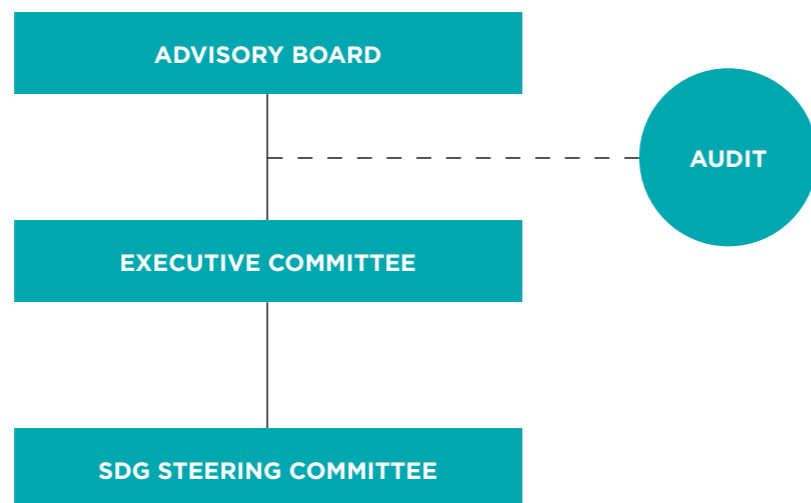 ADVISORY BOARD
AUDIT
EXECUTIVE COMMITTEE
SDG STEERING COMMITTEE